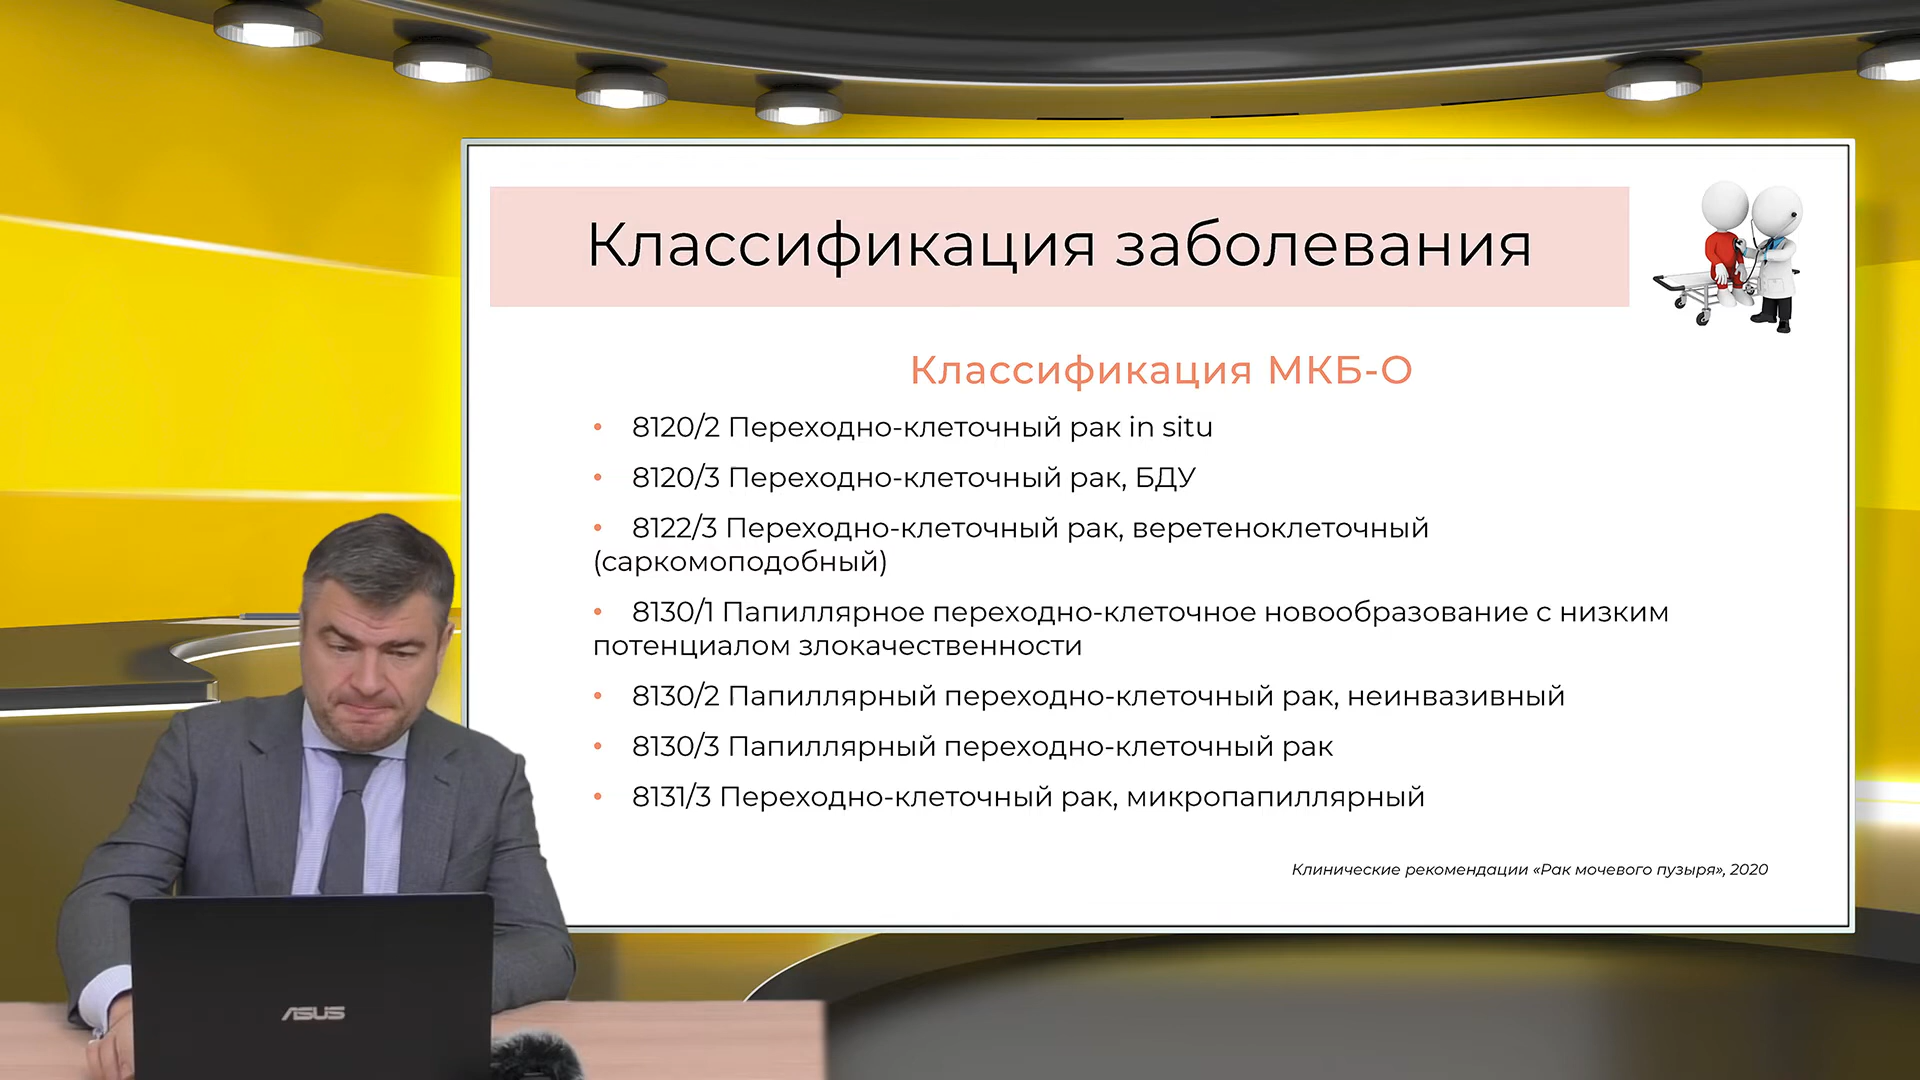 Классификация заболевания
Классификация МКБ-О
• 8120/2 Переходно-клеточный рак in situ
• 8120/3 Переходно-клеточный рак, БДУ
• 8122/3 Переходно-клеточный рак, веретеноклеточный
(саркомоподобный)
• 8130/1 Папиллярное переходно-клеточное новообразование с низким
потенциалом злокачественности
• 8130/2 Папиллярный переходно-клеточный рак, неинвазивный
• 8130/3 Папиллярный переходно-клеточный рак
• 8131/3 Переходно-клеточный рак, микропапиллярный
Клинические рекомендации «Рак мочевого пузыря», 2020
ASUS